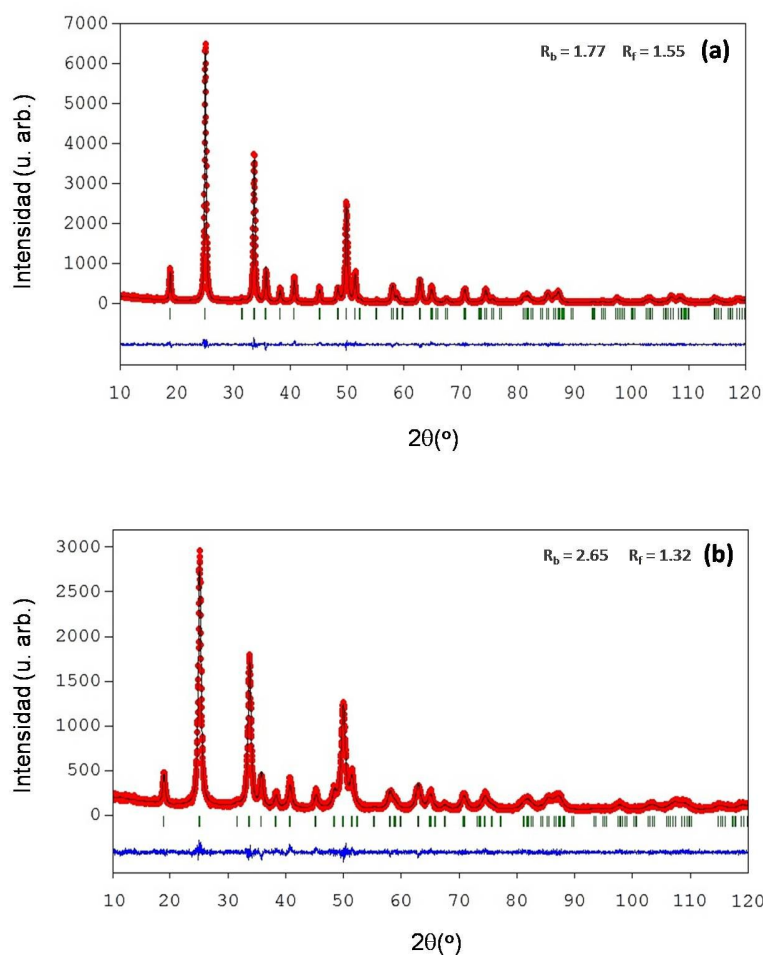 7000
R_b = 1.77 R_f = 1.55 (a)
6000
5000
4000
3000
2000
1000
0
Intensidad (u. arb.)
10 20 30 40 50 60 70 80 90 100 110 120
2θ(º)
3000
R_b = 2.65 R_f = 1.32 (b)
2500
2000
1500
1000
500
0
Intensidad (u. arb.)
10 20 30 40 50 60 70 80 90 100 110 120
2θ(º)